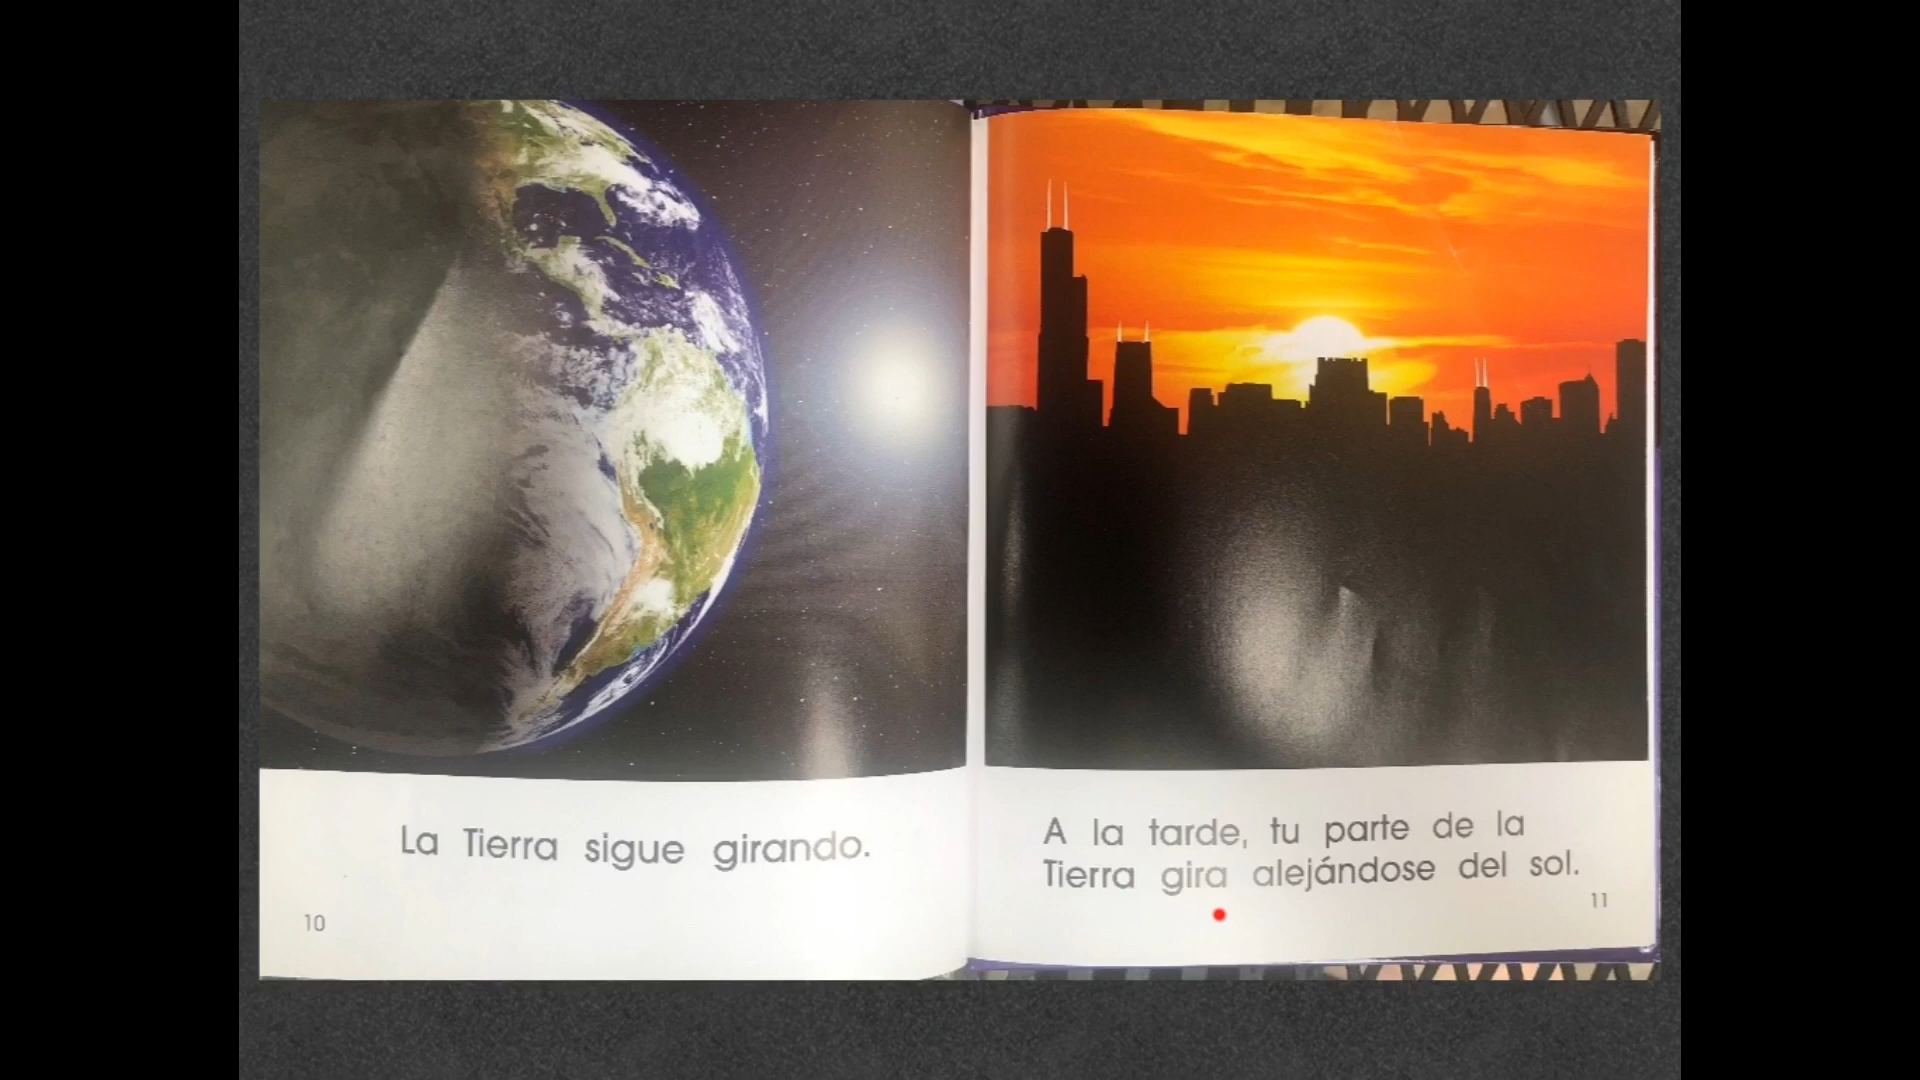 La Tierra sigue girando.
10
A la tarde, tu parte de la
Tierra gira alejándose del sol.
11